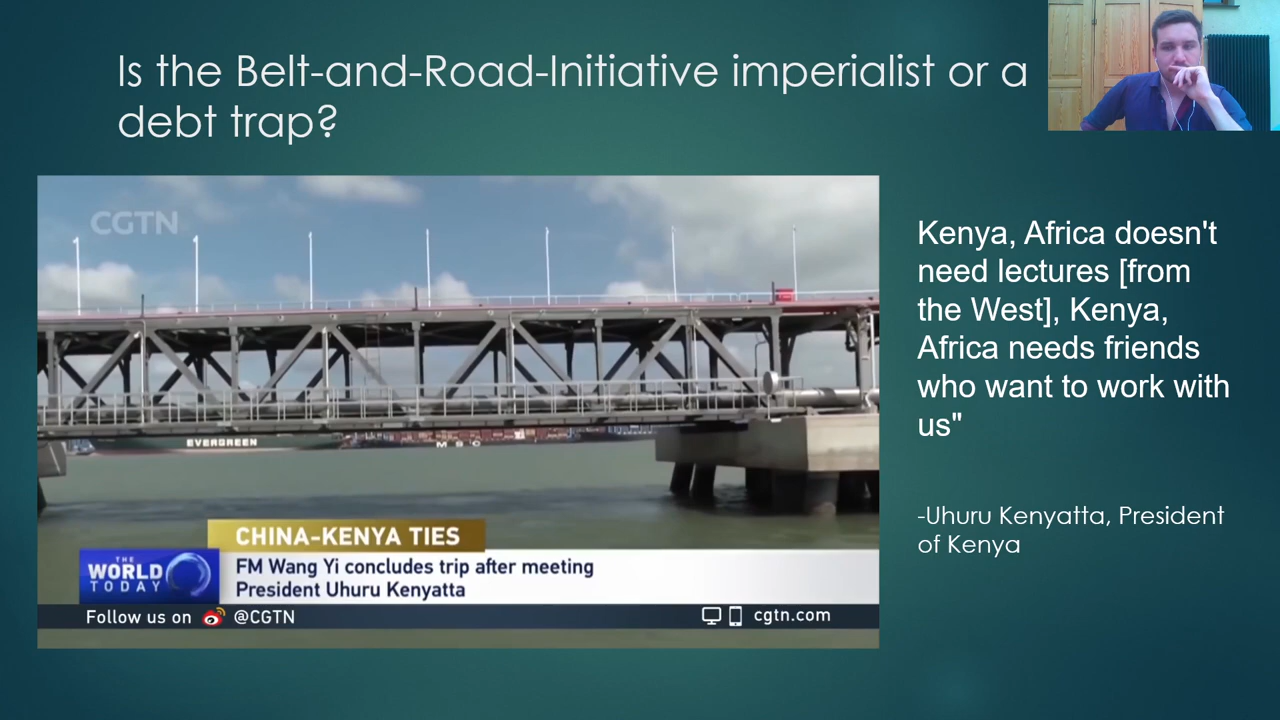 Is the Belt-and-Road-Initiative imperialist or a
debt trap?
CGTN
EVERGREEN
MSC
CHINA-KENYA TIES
THE
WORLD
TODAY
FM Wang Yi concludes trip after meeting
President Uhuru Kenyatta
Follow us on @CGTN
cgtn.com
Kenya, Africa doesn't
need lectures [from
the West], Kenya,
Africa needs friends
who want to work with
us"
-Uhuru Kenyatta, President
of Kenya